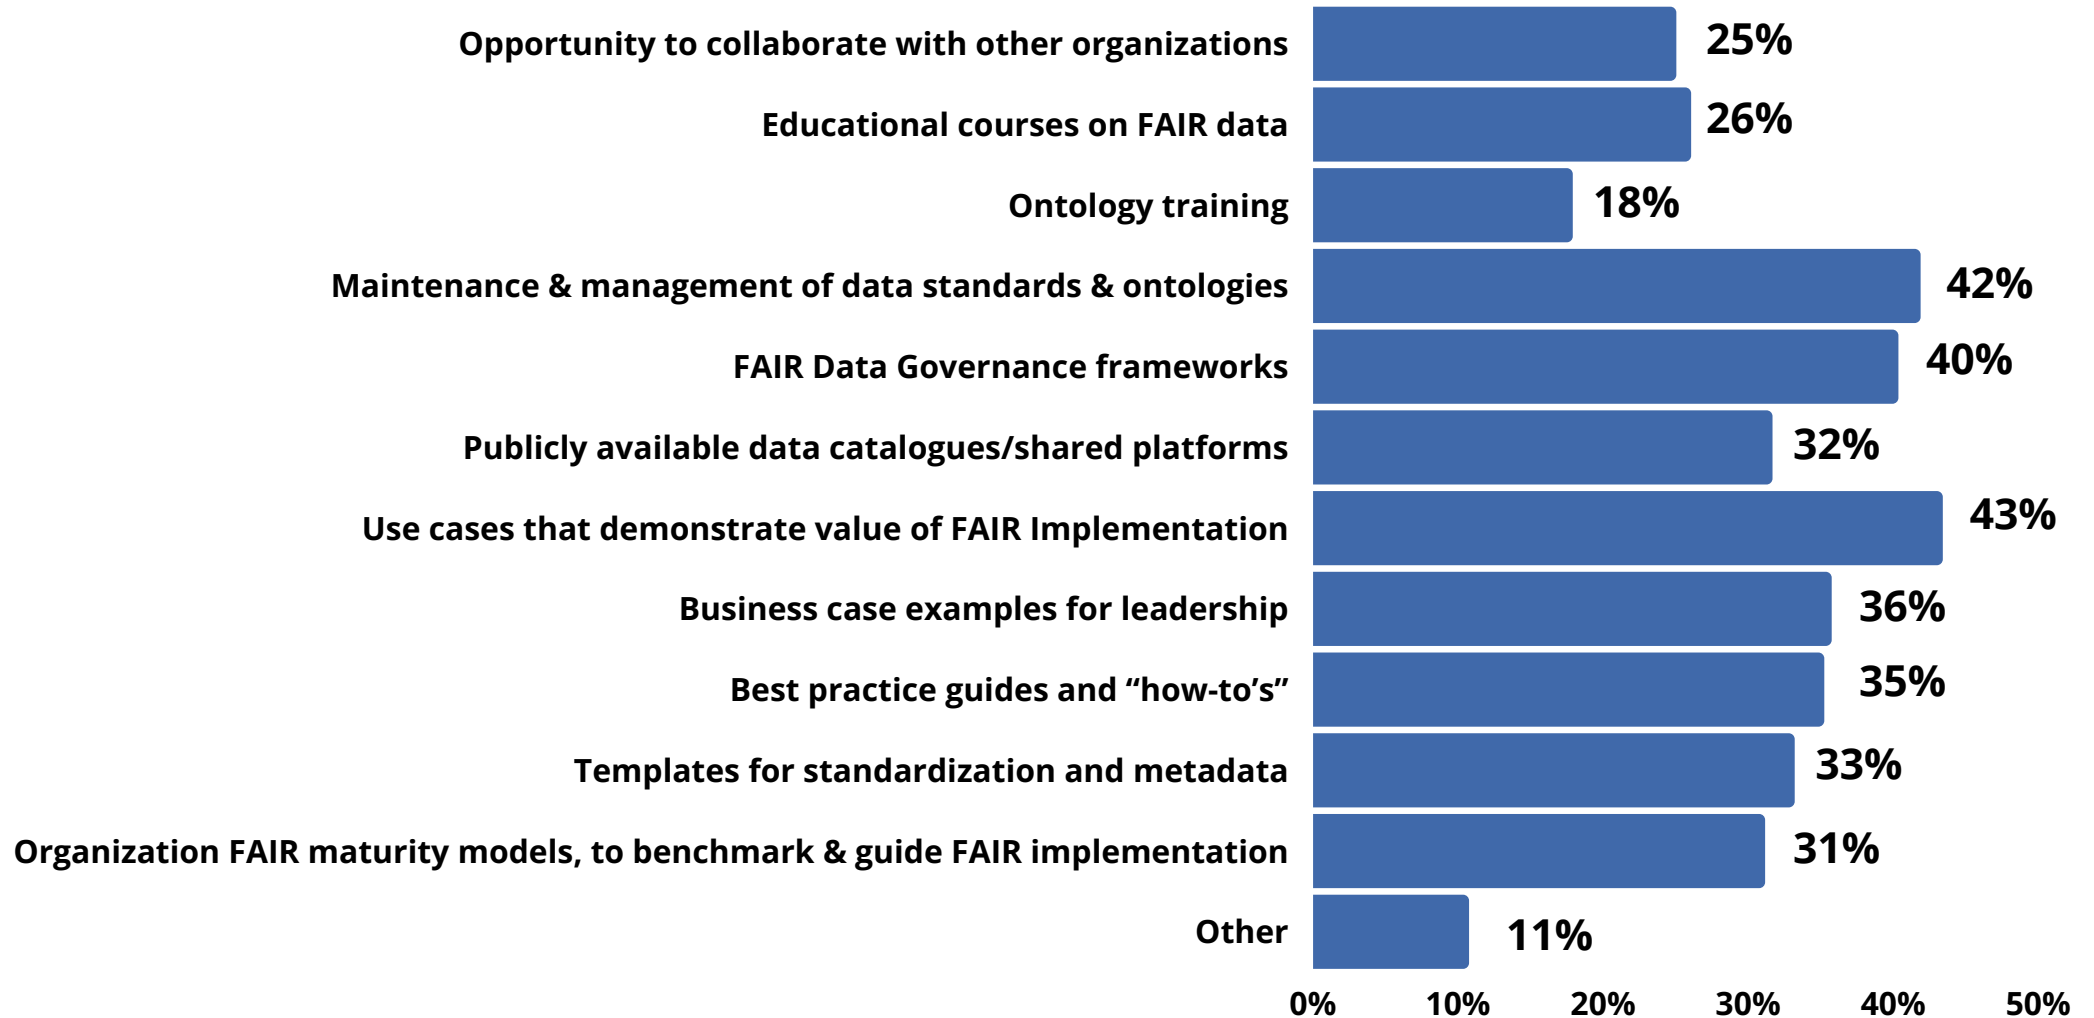 Opportunity to collaborate with other organizations 25%
Educational courses on FAIR data 26%
Ontology training 18%
Maintenance & management of data standards & ontologies 42%
FAIR Data Governance frameworks 40%
Publicly available data catalogues/shared platforms 32%
Use cases that demonstrate value of FAIR Implementation 43%
Business case examples for leadership 36%
Best practice guides and “how-to’s” 35%
Templates for standardization and metadata 33%
Organization FAIR maturity models, to benchmark & guide FAIR implementation 31%
Other 11%
0% 10% 20% 30% 40% 50%